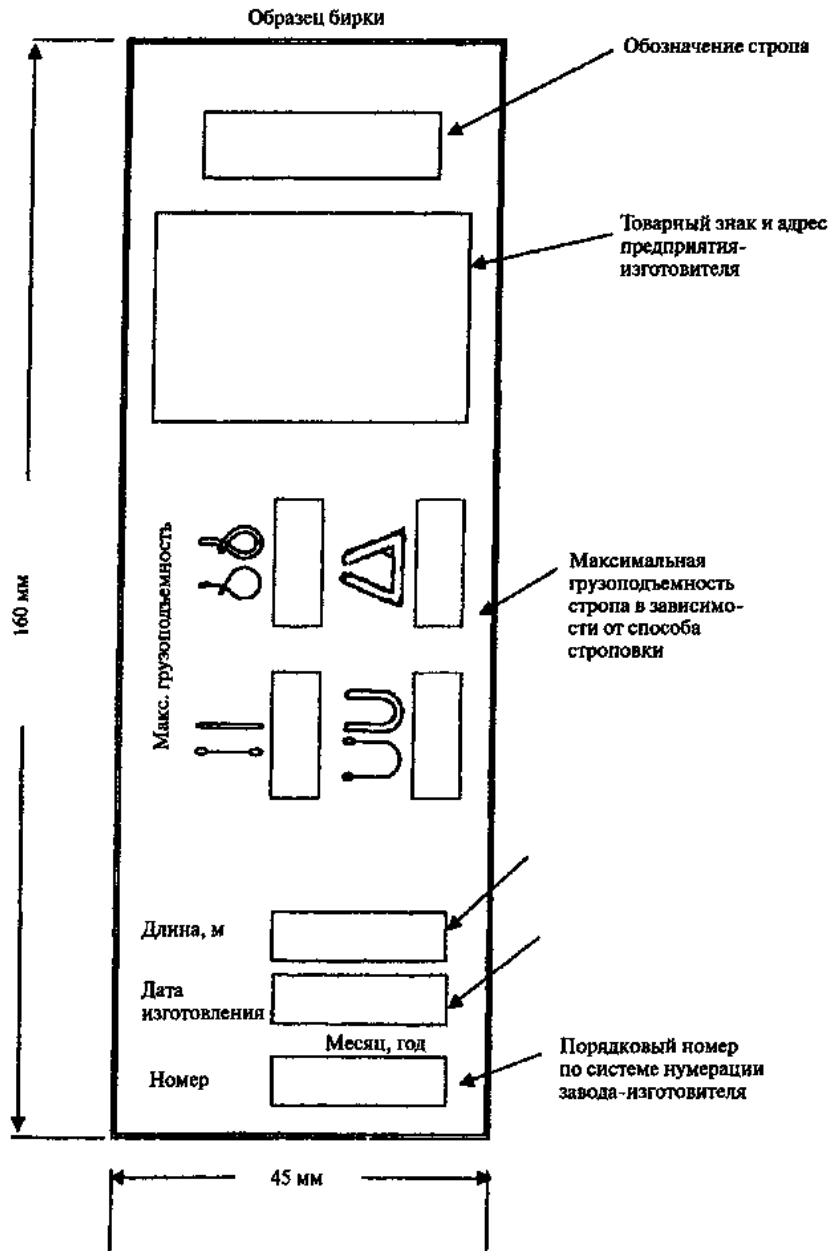 Образец бирки
Обозначение стропа
Товарный знак и адрес
предприятия-
изготовителя
Макс. грузоподъемность
Максимальная
грузоподъемность
стропа в зависимо-
сти от способа
строповки
160 мм
Длина, м
Дата
изготовления
Месяц, год
Номер
Порядковый номер
по системе нумерации
завода-изготовителя
45 мм